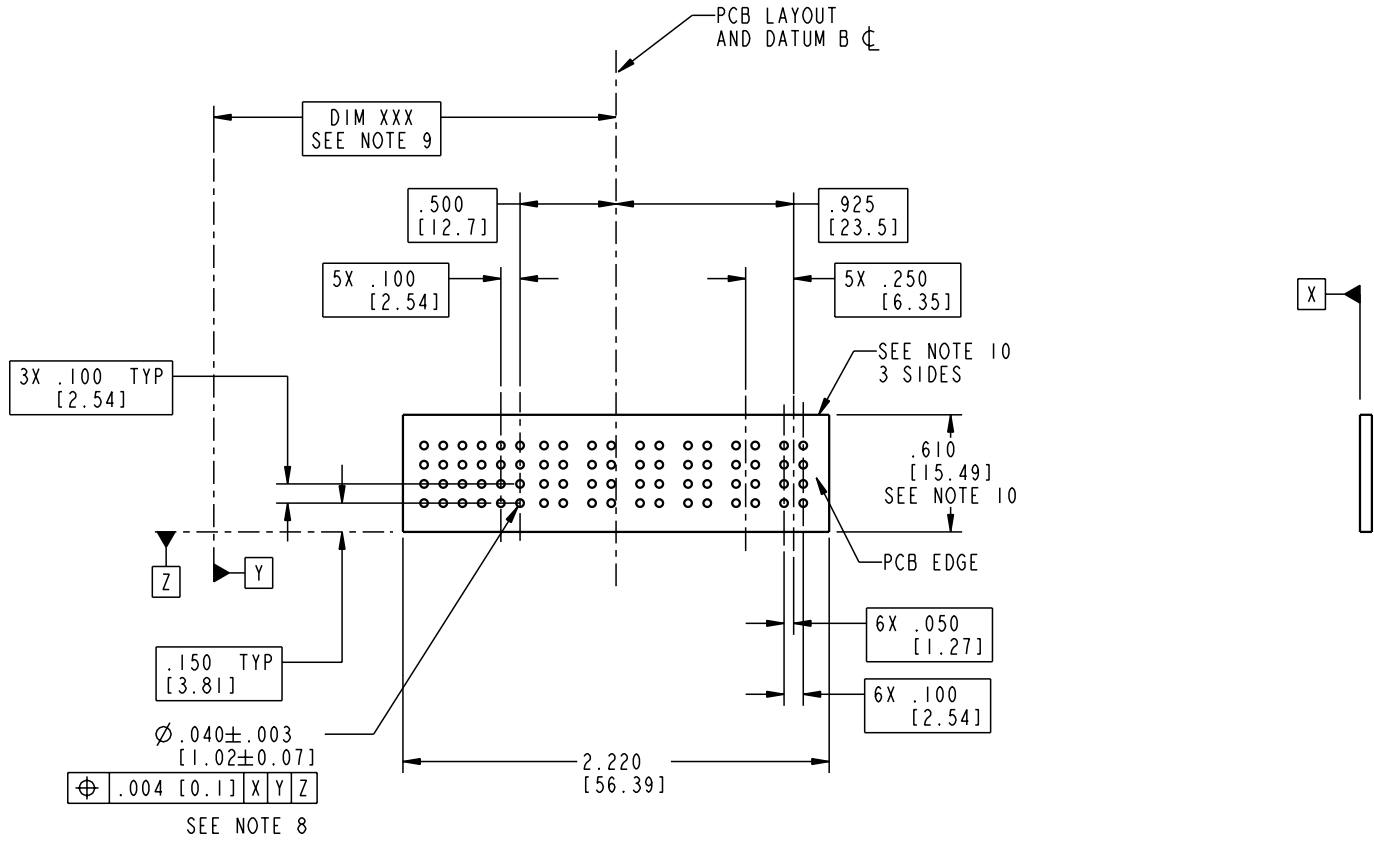 PCB LAYOUT
AND DATUM B ℄
DIM XXX
SEE NOTE 9
.500
[12.7]
.925
[23.5]
5X .100
[2.54]
5X .250
[6.35]
X
SEE NOTE 10
3 SIDES
3X .100 TYP
[2.54]
.610
[15.49]
SEE NOTE 10
Z
Y
PCB EDGE
6X .050
[1.27]
.150 TYP
[3.81]
6X .100
[2.54]
Ø.040±.003
[1.02±0.07]
⌖ .004 [0.1] X Y Z
SEE NOTE 8
2.220
[56.39]